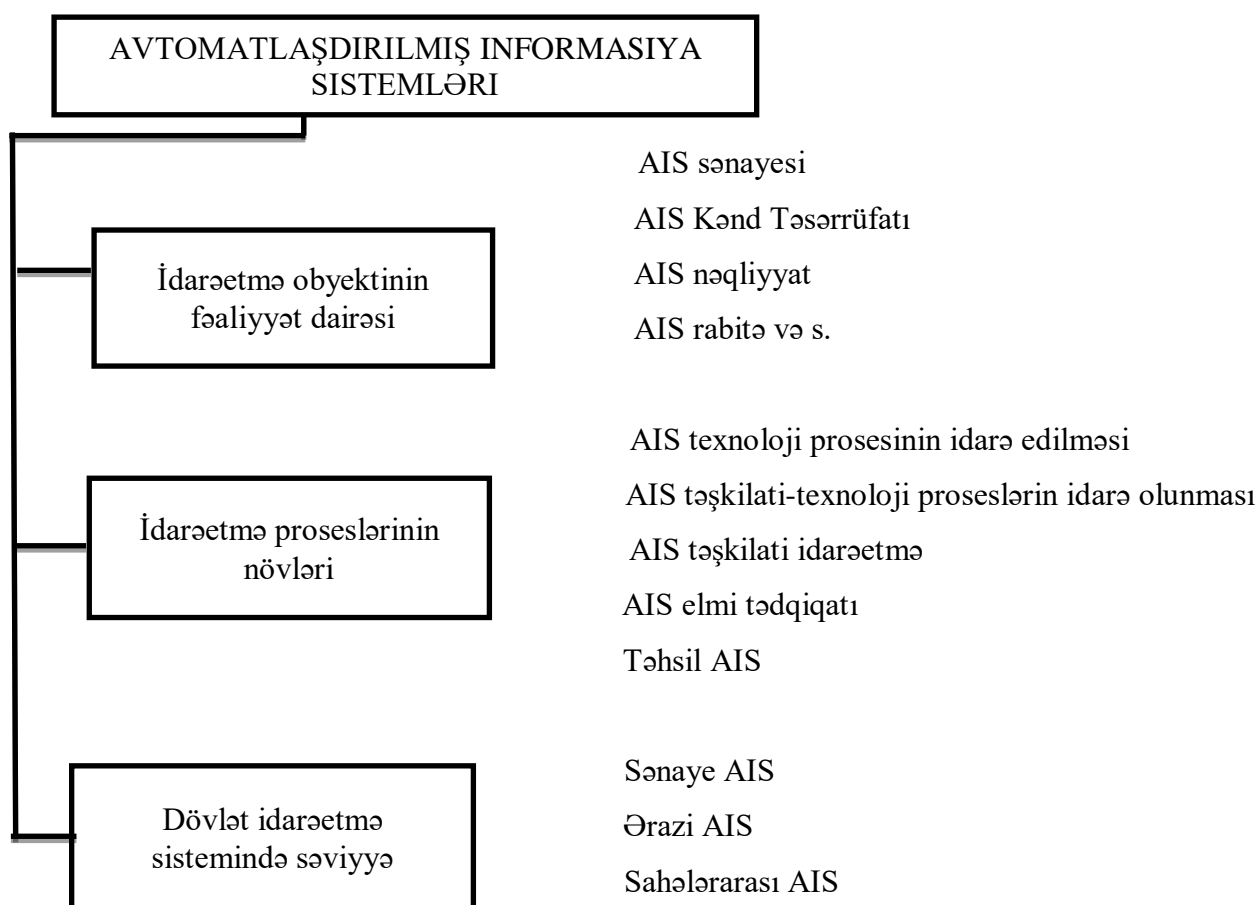 AVTOMATLAŞDIRILMIŞ INFORMASIYA
SISTEMLƏRI
AIS sənayesi
AIS Kənd Təsərrüfatı
AIS nəqliyyat
AIS rabitə və s.
İdarəetmə obyektinin
fəaliyyət dairəsi
AIS texnoloji prosesinin idarə edilməsi
AIS təşkilati-texnoloji proseslərin idarə olunması
AIS təşkilati idarəetmə
AIS elmi tədqiqatı
Təhsil AIS
İdarəetmə proseslərinin
növləri
Sənaye AIS
Ərazi AIS
Sahələrarası AIS
Dövlət idarəetmə
sistemində səviyyə